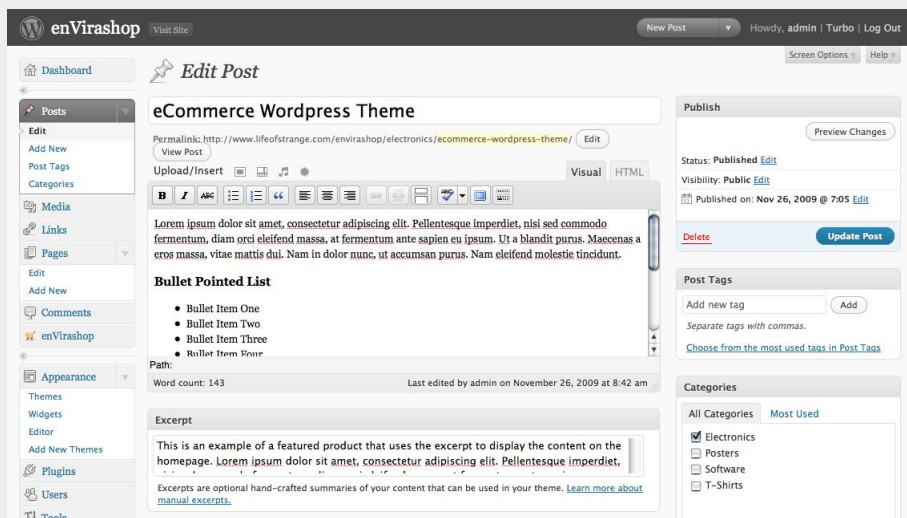 enVirashop Visit Site New Post Howdy, admin | Turbo | Log Out
Screen Options Help
Dashboard
Posts
Edit
Add New
Post Tags
Categories
Media
Links
Pages
Edit
Add New
Comments
enVirashop
Appearance
Themes
Widgets
Editor
Add New Themes
Plugins
Users
Tools
Edit Post
eCommerce Wordpress Theme
Permalink: http://www.lifeofstrange.com/envirashop/electronics/ecommerce-wordpress-theme/ Edit
View Post
Upload/Insert Visual HTML
B I ABC ABC
Lorem ipsum dolor sit amet, consectetur adipiscing elit. Pellentesque imperdiet, nisi sed commodo
fermentum, diam orci eleifend massa, at fermentum ante sapien eu ipsum. Ut a blandit purus. Maecenas a
eros massa, vitae mattis dui. Nam in dolor nunc, ut accumsan purus. Nam eleifend molestie tincidunt.
Bullet Pointed List
• Bullet Item One
• Bullet Item Two
• Bullet Item Three
• Bullet Item Four
Path:
Word count: 143 Last edited by admin on November 26, 2009 at 8:42 am
Excerpt
This is an example of a featured product that uses the excerpt to display the content on the
homepage. Lorem ipsum dolor sit amet, consectetur adipiscing elit. Pellentesque imperdiet,
Excerpts are optional hand-crafted summaries of your content that can be used in your theme. Learn more about
manual excerpts.
Publish
Preview Changes
Status: Published Edit
Visibility: Public Edit
Published on: Nov 26, 2009 @ 7:05 Edit
Delete Update Post
Post Tags
Add new tag Add
Separate tags with commas.
Choose from the most used tags in Post Tags
Categories
All Categories Most Used
Electronics
Posters
Software
T-Shirts